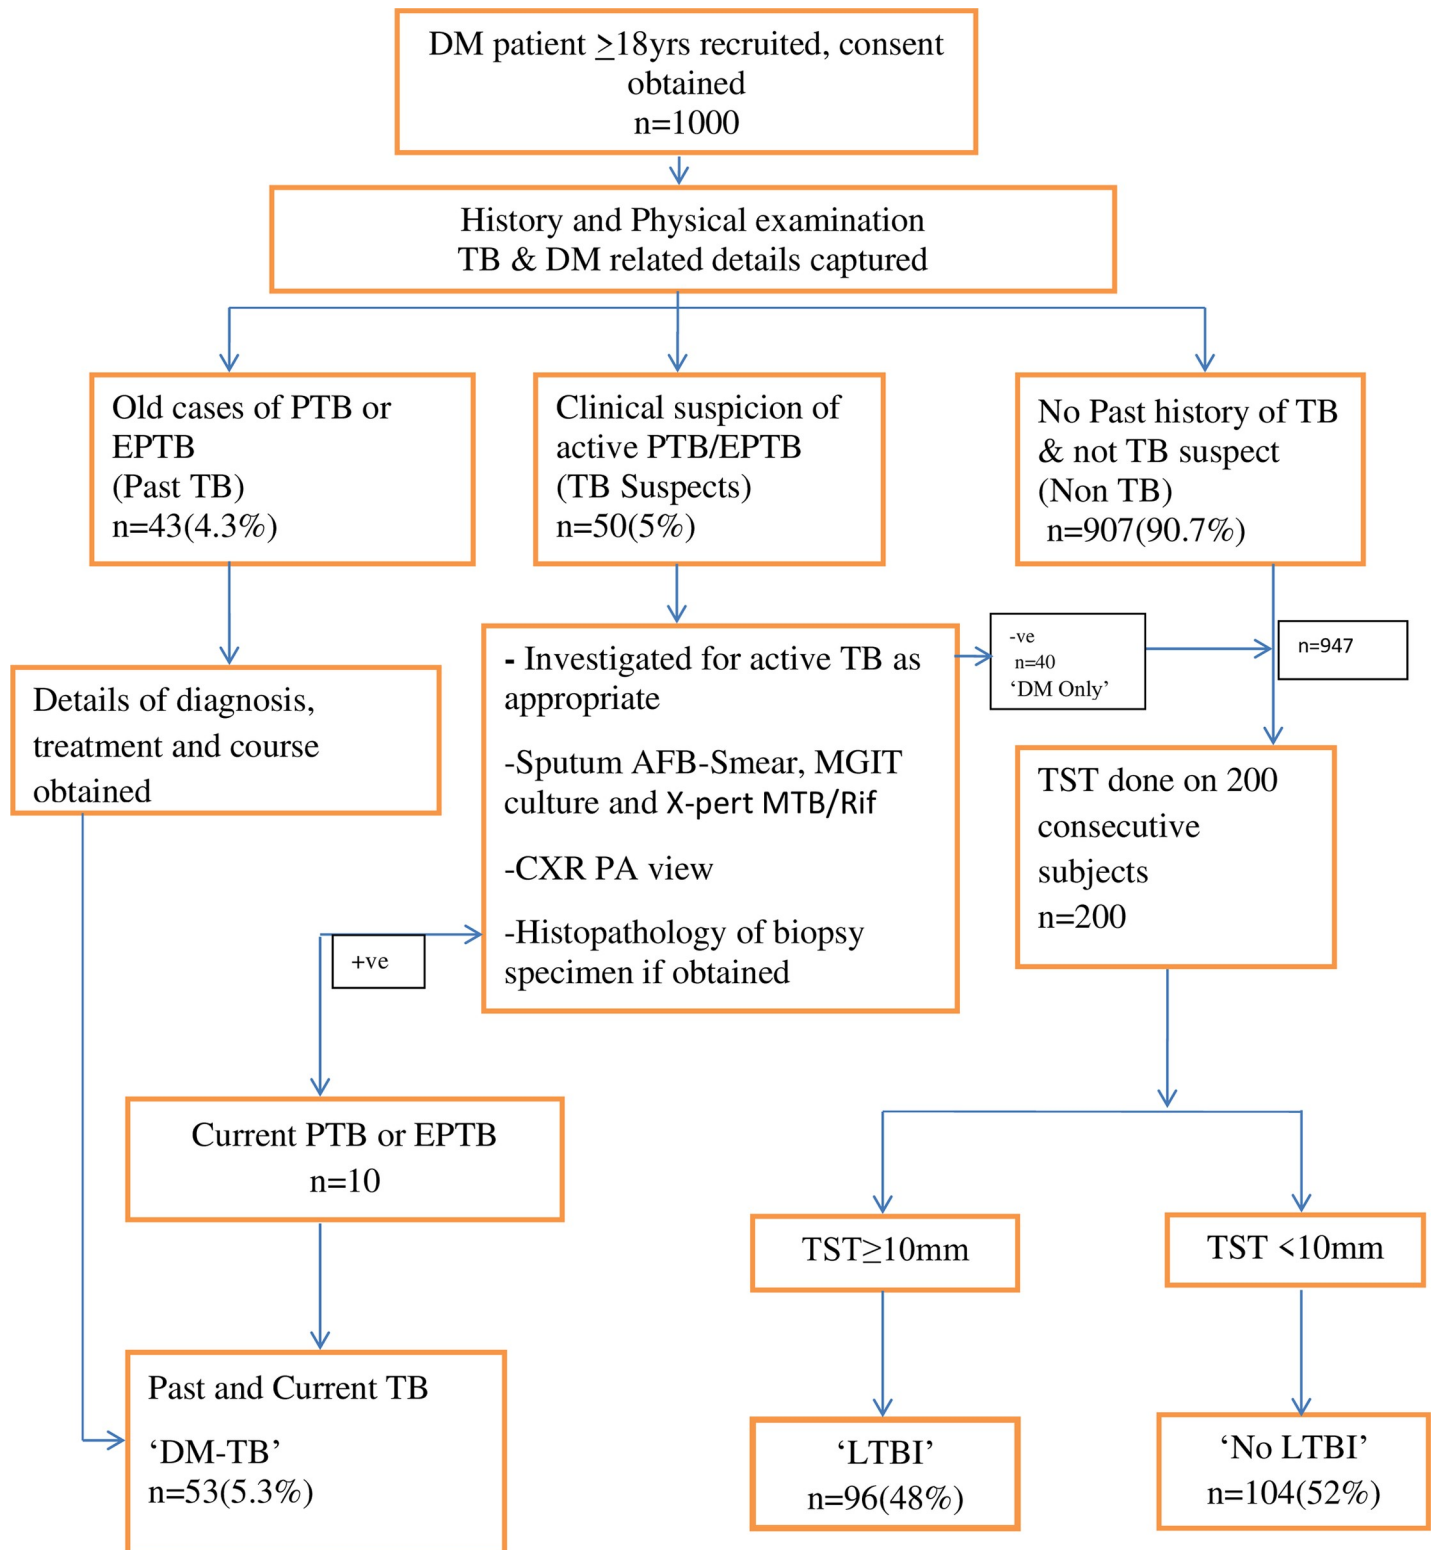 DM patient ≥18yrs recruited, consent
obtained
n=1000
History and Physical examination
TB & DM related details captured
Old cases of PTB or
EPTB
(Past TB)
n=43(4.3%)
Clinical suspicion of
active PTB/EPTB
(TB Suspects)
n=50(5%)
No Past history of TB
& not TB suspect
(Non TB)
n=907(90.7%)
Details of diagnosis,
treatment and course
obtained
- Investigated for active TB as
appropriate
-Sputum AFB-Smear, MGIT
culture and X-pert MTB/Rif
-CXR PA view
-Histopathology of biopsy
specimen if obtained
-ve
n=40
‘DM Only’
n=947
TST done on 200
consecutive
subjects
n=200
+ve
Current PTB or EPTB
n=10
TST≥10mm
TST <10mm
Past and Current TB
‘DM-TB’
n=53(5.3%)
‘LTBI’
n=96(48%)
‘No LTBI’
n=104(52%)